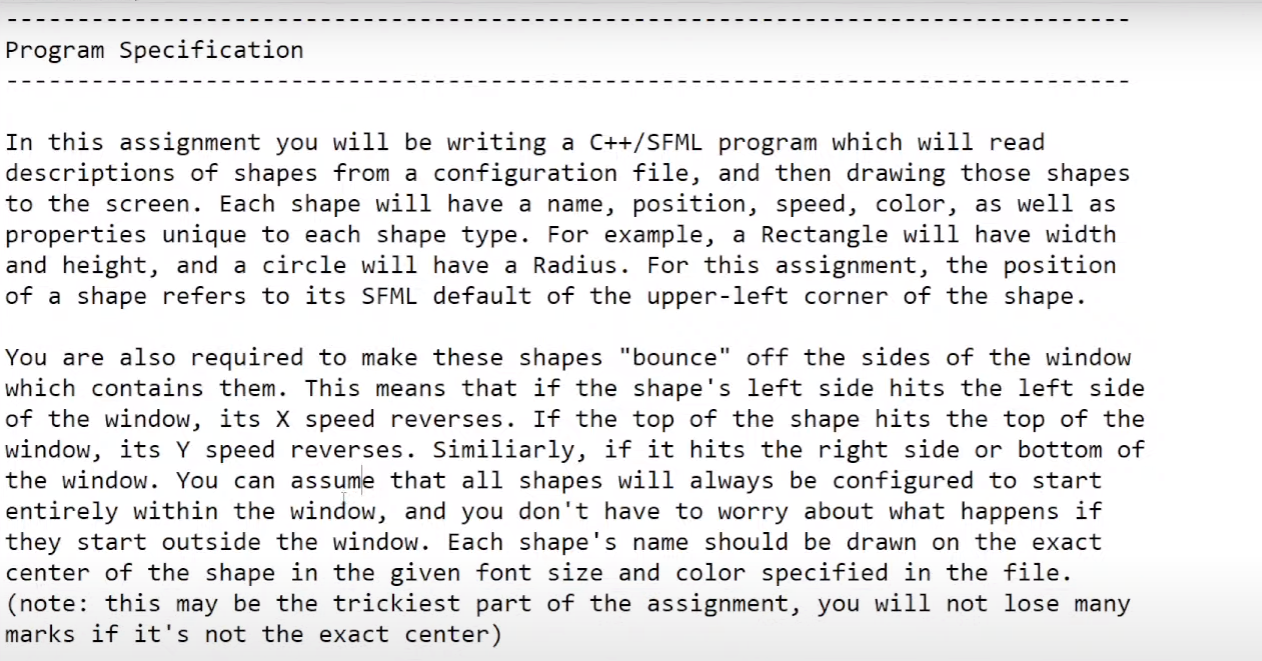 --------------------------------------------------------------------------------
Program Specification
--------------------------------------------------------------------------------
In this assignment you will be writing a C++/SFML program which will read
descriptions of shapes from a configuration file, and then drawing those shapes
to the screen. Each shape will have a name, position, speed, color, as well as
properties unique to each shape type. For example, a Rectangle will have width
and height, and a circle will have a Radius. For this assignment, the position
of a shape refers to its SFML default of the upper-left corner of the shape.
You are also required to make these shapes "bounce" off the sides of the window
which contains them. This means that if the shape's left side hits the left side
of the window, its X speed reverses. If the top of the shape hits the top of the
window, its Y speed reverses. Similiarly, if it hits the right side or bottom of
the window. You can assume that all shapes will always be configured to start
entirely within the window, and you don't have to worry about what happens if
they start outside the window. Each shape's name should be drawn on the exact
center of the shape in the given font size and color specified in the file.
(note: this may be the trickiest part of the assignment, you will not lose many
marks if it's not the exact center)